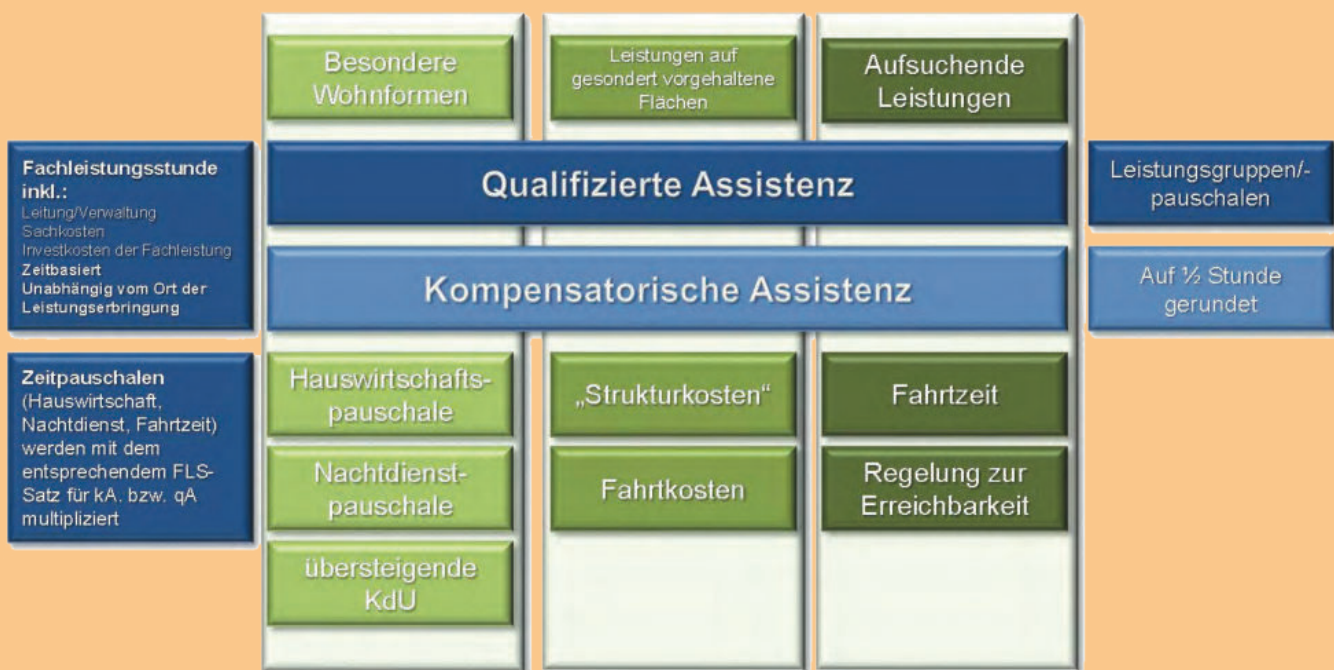 Besondere
Wohnformen
Leistungen auf
gesondert vorgehaltene
Flächen
Aufsuchende
Leistungen
Fachleistungsstunde
inkl.:
Leitung/Verwaltung
Sachkosten
Investkosten der Fachleistung
Zeitbasiert
Unabhängig vom Ort der
Leistungserbringung
Qualifizierte Assistenz
Leistungsgruppen/-
pauschalen
Kompensatorische Assistenz
Auf ½ Stunde
gerundet
Zeitpauschalen
(Hauswirtschaft,
Nachtdienst, Fahrtzeit)
werden mit dem
entsprechendem FLS-
Satz für kA. bzw. qA
multipliziert
Hauswirtschafts-
pauschale
„Strukturkosten“
Fahrtzeit
Nachtdienst-
pauschale
Fahrtkosten
Regelung zur
Erreichbarkeit
übersteigende
KdU